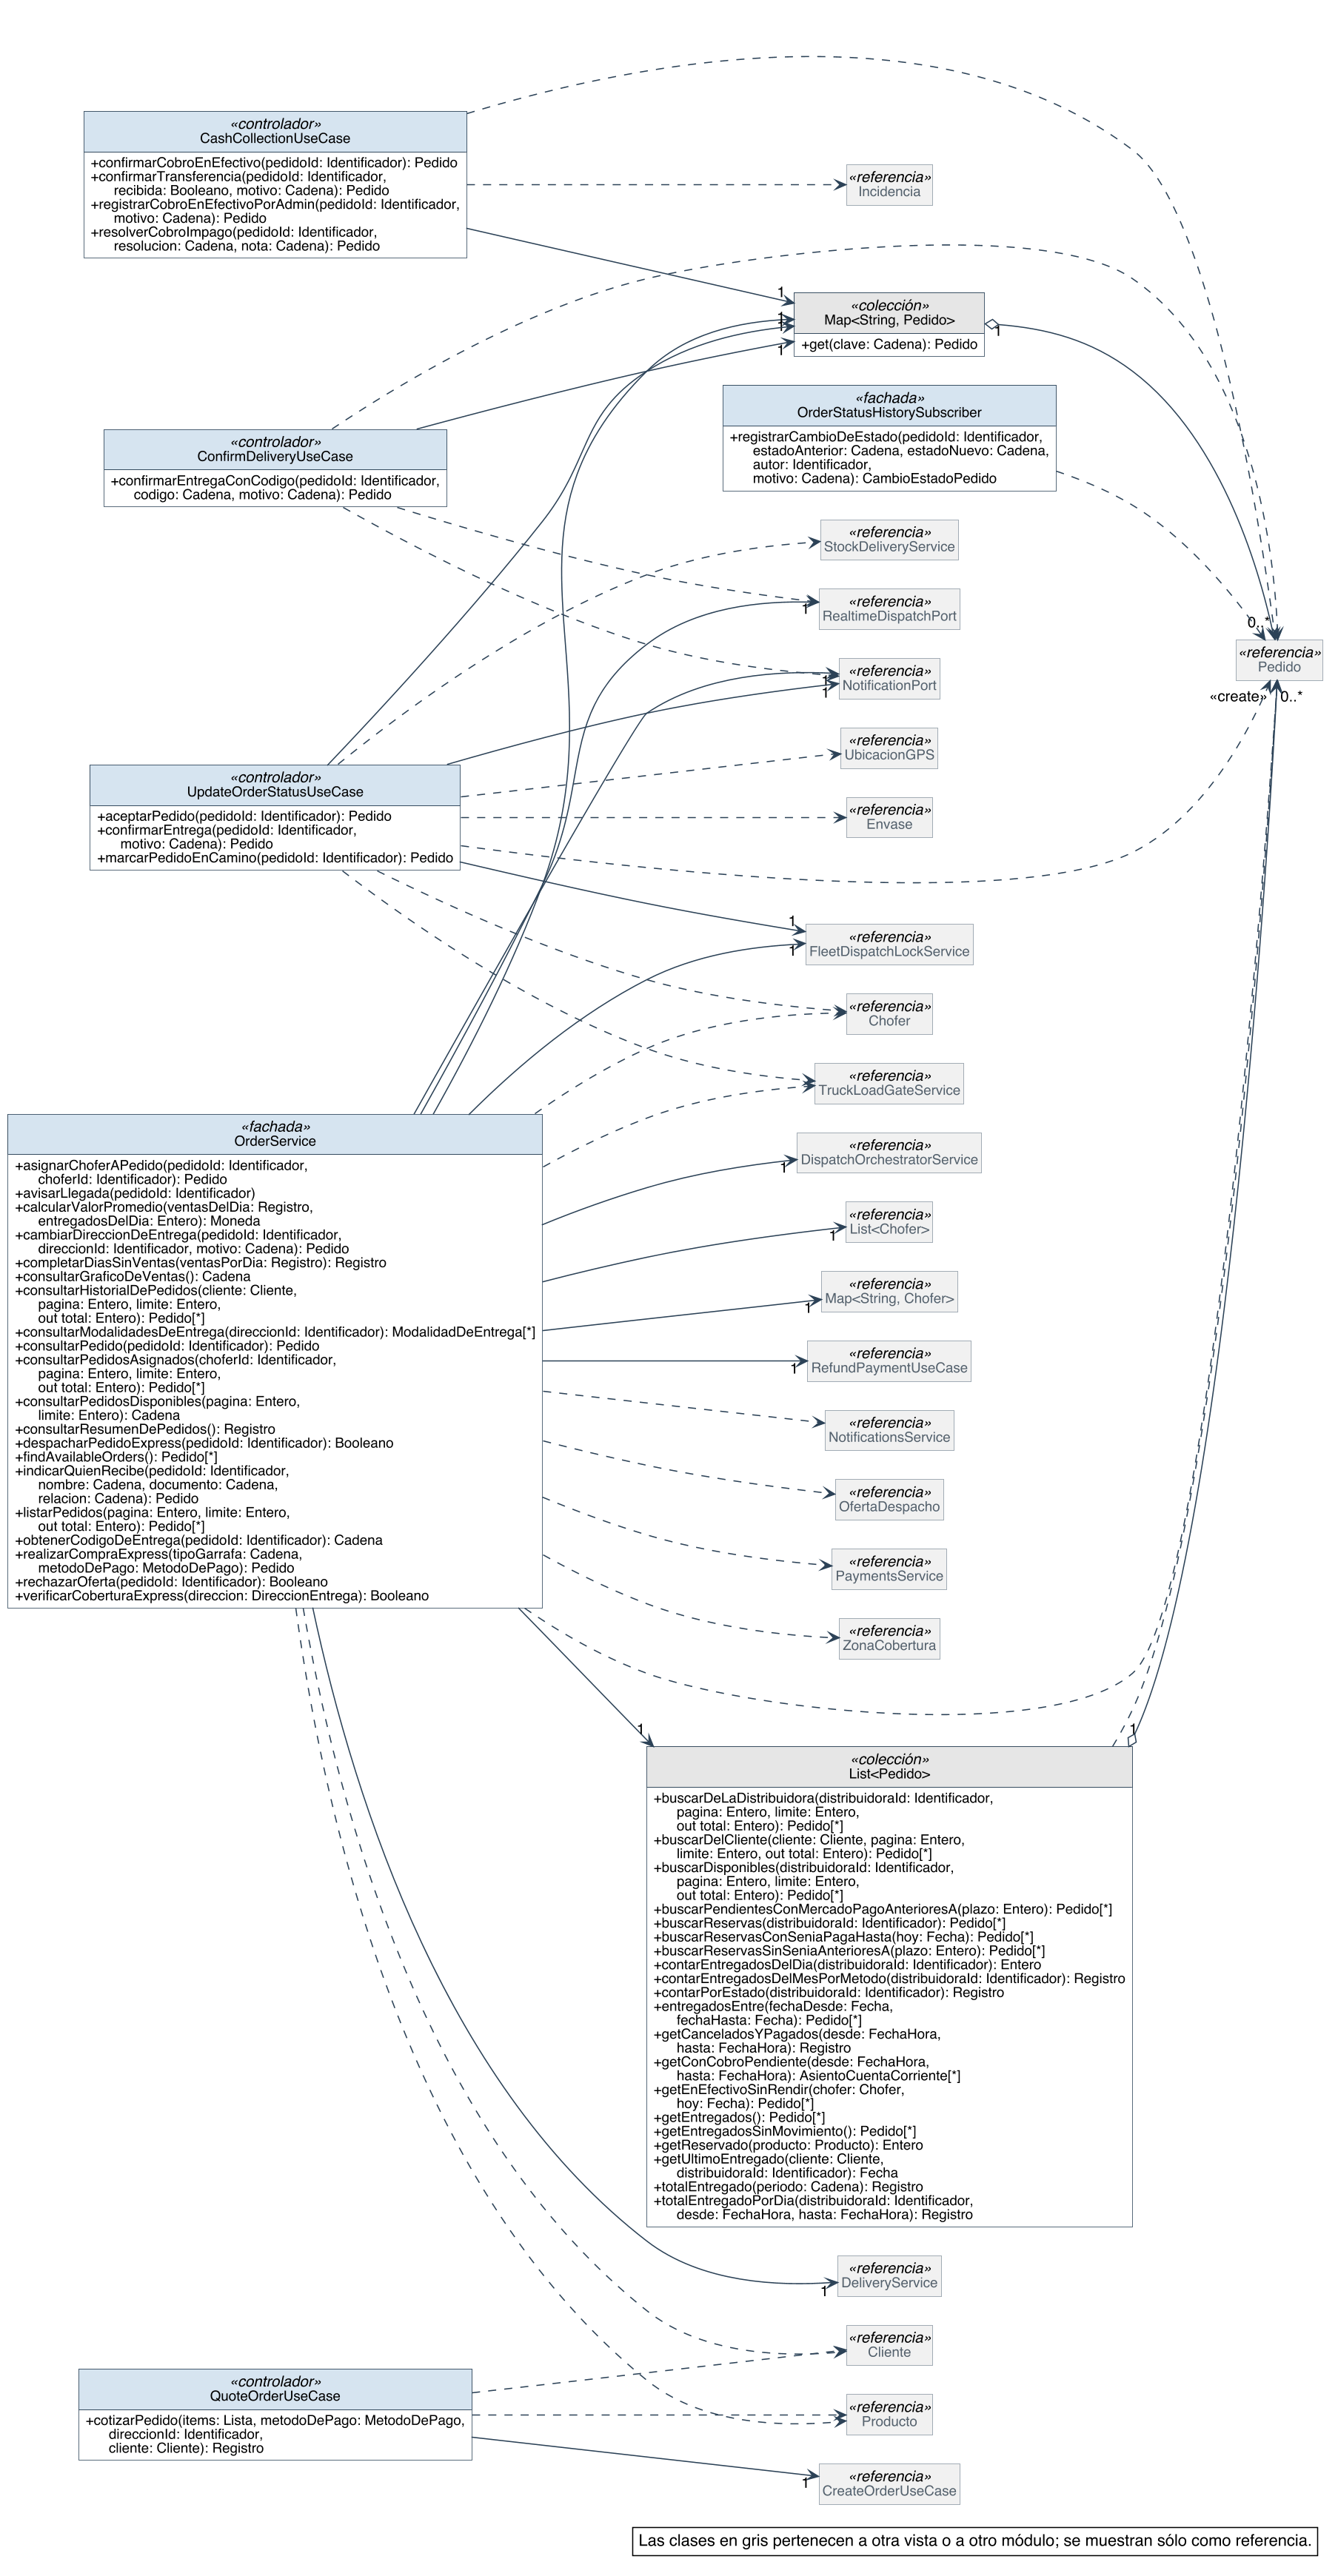 «controlador»
CashCollectionUseCase
+confirmarCobroEnEfectivo(pedidoId: Identificador): Pedido
+confirmarTransferencia(pedidoId: Identificador,
recibida: Booleano, motivo: Cadena): Pedido
+registrarCobroEnEfectivoPorAdmin(pedidoId: Identificador,
motivo: Cadena): Pedido
+resolverCobroImpago(pedidoId: Identificador,
resolucion: Cadena, nota: Cadena): Pedido
«referencia»
Incidencia
1
1
1
1
«colección»
Map<String, Pedido>
+get(clave: Cadena): Pedido
1
«fachada»
OrderStatusHistorySubscriber
+registrarCambioDeEstado(pedidoId: Identificador,
estadoAnterior: Cadena, estadoNuevo: Cadena,
autor: Identificador,
motivo: Cadena): CambioEstadoPedido
«controlador»
ConfirmDeliveryUseCase
+confirmarEntregaConCodigo(pedidoId: Identificador,
codigo: Cadena, motivo: Cadena): Pedido
«referencia»
StockDeliveryService
«referencia»
RealtimeDispatchPort
1
0..*
«referencia»
Pedido
«create»
0..*
«referencia»
NotificationPort
1
1
«referencia»
UbicacionGPS
«controlador»
UpdateOrderStatusUseCase
+aceptarPedido(pedidoId: Identificador): Pedido
+confirmarEntrega(pedidoId: Identificador,
motivo: Cadena): Pedido
+marcarPedidoEnCamino(pedidoId: Identificador): Pedido
«referencia»
Envase
1
1
«referencia»
FleetDispatchLockService
«referencia»
Chofer
«referencia»
TruckLoadGateService
«fachada»
OrderService
+asignarChoferAPedido(pedidoId: Identificador,
choferId: Identificador): Pedido
+avisarLlegada(pedidoId: Identificador)
+calcularValorPromedio(ventasDelDia: Registro,
entregadosDelDia: Entero): Moneda
+cambiarDireccionDeEntrega(pedidoId: Identificador,
direccionId: Identificador, motivo: Cadena): Pedido
+completarDiasSinVentas(ventasPorDia: Registro): Registro
+consultarGraficoDeVentas(): Cadena
+consultarHistorialDePedidos(cliente: Cliente,
pagina: Entero, limite: Entero,
out total: Entero): Pedido[*]
+consultarModalidadesDeEntrega(direccionId: Identificador): ModalidadDeEntrega[*]
+consultarPedido(pedidoId: Identificador): Pedido
+consultarPedidosAsignados(choferId: Identificador,
pagina: Entero, limite: Entero,
out total: Entero): Pedido[*]
+consultarPedidosDisponibles(pagina: Entero,
limite: Entero): Cadena
+consultarResumenDePedidos(): Registro
+despacharPedidoExpress(pedidoId: Identificador): Booleano
+findAvailableOrders(): Pedido[*]
+indicarQuienRecibe(pedidoId: Identificador,
nombre: Cadena, documento: Cadena,
relacion: Cadena): Pedido
+listarPedidos(pagina: Entero, limite: Entero,
out total: Entero): Pedido[*]
+obtenerCodigoDeEntrega(pedidoId: Identificador): Cadena
+realizarCompraExpress(tipoGarrafa: Cadena,
metodoDePago: MetodoDePago): Pedido
+rechazarOferta(pedidoId: Identificador): Booleano
+verificarCoberturaExpress(direccion: DireccionEntrega): Booleano
«referencia»
DispatchOrchestratorService
1
«referencia»
List<Chofer>
1
«referencia»
Map<String, Chofer>
1
«referencia»
RefundPaymentUseCase
1
«referencia»
NotificationsService
«referencia»
OfertaDespacho
«referencia»
PaymentsService
«referencia»
ZonaCobertura
1
1
«colección»
List<Pedido>
+buscarDeLaDistribuidora(distribuidoraId: Identificador,
pagina: Entero, limite: Entero,
out total: Entero): Pedido[*]
+buscarDelCliente(cliente: Cliente, pagina: Entero,
limite: Entero, out total: Entero): Pedido[*]
+buscarDisponibles(distribuidoraId: Identificador,
pagina: Entero, limite: Entero,
out total: Entero): Pedido[*]
+buscarPendientesConMercadoPagoAnterioresA(plazo: Entero): Pedido[*]
+buscarReservas(distribuidoraId: Identificador): Pedido[*]
+buscarReservasConSeniaPagaHasta(hoy: Fecha): Pedido[*]
+buscarReservasSinSeniaAnterioresA(plazo: Entero): Pedido[*]
+contarEntregadosDelDia(distribuidoraId: Identificador): Entero
+contarEntregadosDelMesPorMetodo(distribuidoraId: Identificador): Registro
+contarPorEstado(distribuidoraId: Identificador): Registro
+entregadosEntre(fechaDesde: Fecha,
fechaHasta: Fecha): Pedido[*]
+getCanceladosYPagados(desde: FechaHora,
hasta: FechaHora): Registro
+getConCobroPendiente(desde: FechaHora,
hasta: FechaHora): AsientoCuentaCorriente[*]
+getEnEfectivoSinRendir(chofer: Chofer,
hoy: Fecha): Pedido[*]
+getEntregados(): Pedido[*]
+getEntregadosSinMovimiento(): Pedido[*]
+getReservado(producto: Producto): Entero
+getUltimoEntregado(cliente: Cliente,
distribuidoraId: Identificador): Fecha
+totalEntregado(periodo: Cadena): Registro
+totalEntregadoPorDia(distribuidoraId: Identificador,
desde: FechaHora, hasta: FechaHora): Registro
«referencia»
DeliveryService
1
«referencia»
Cliente
«controlador»
QuoteOrderUseCase
+cotizarPedido(items: Lista, metodoDePago: MetodoDePago,
direccionId: Identificador,
cliente: Cliente): Registro
«referencia»
Producto
«referencia»
CreateOrderUseCase
1
Las clases en gris pertenecen a otra vista o a otro módulo; se muestran sólo como referencia.